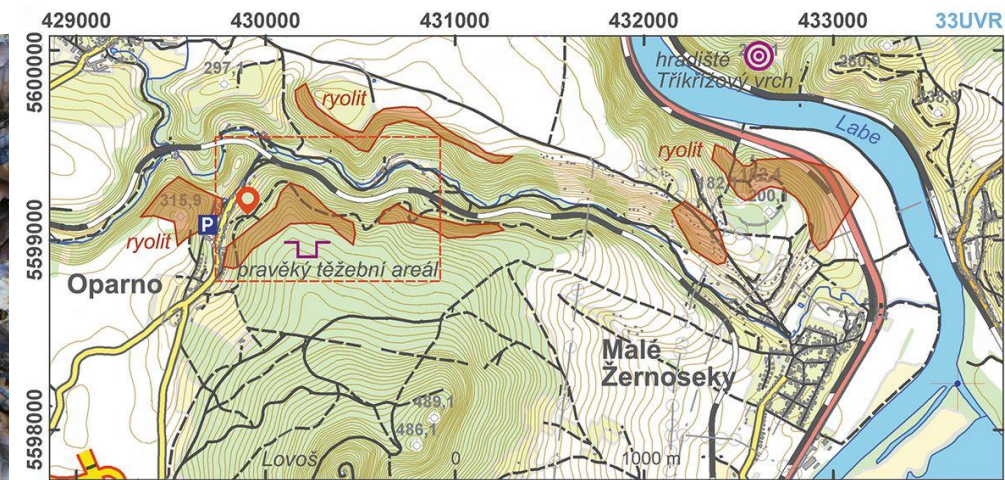 429000 430000 431000 432000 433000 33UVR
5600000
5599000
5598000
297,1
ryolit
hradiště
Tříkřížový vrch
Labe
ryolit
315,9
P
ryolit
pravěký těžební areál
Oparno
Malé
Žernoseky
489,1
486,1
Lovoš
0 1000 m